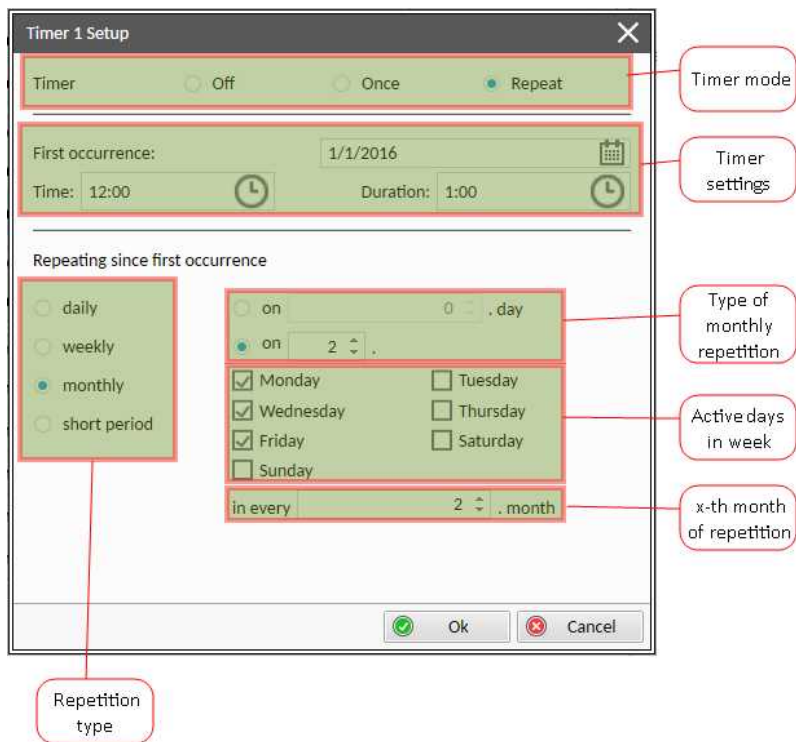 Timer 1 Setup
Timer Off Once Repeat
Timer mode
First occurrence: 1/1/2016
Time: 12:00 Duration: 1:00
Timer
settings
Repeating since first occurrence
daily
weekly
monthly
short period
on 0 . day
on 2 .
Type of
monthly
repetition
Monday Tuesday
Wednesday Thursday
Friday Saturday
Sunday
Active days
in week
in every 2 . month
x-th month
of repetition
Ok Cancel
Repetition
type